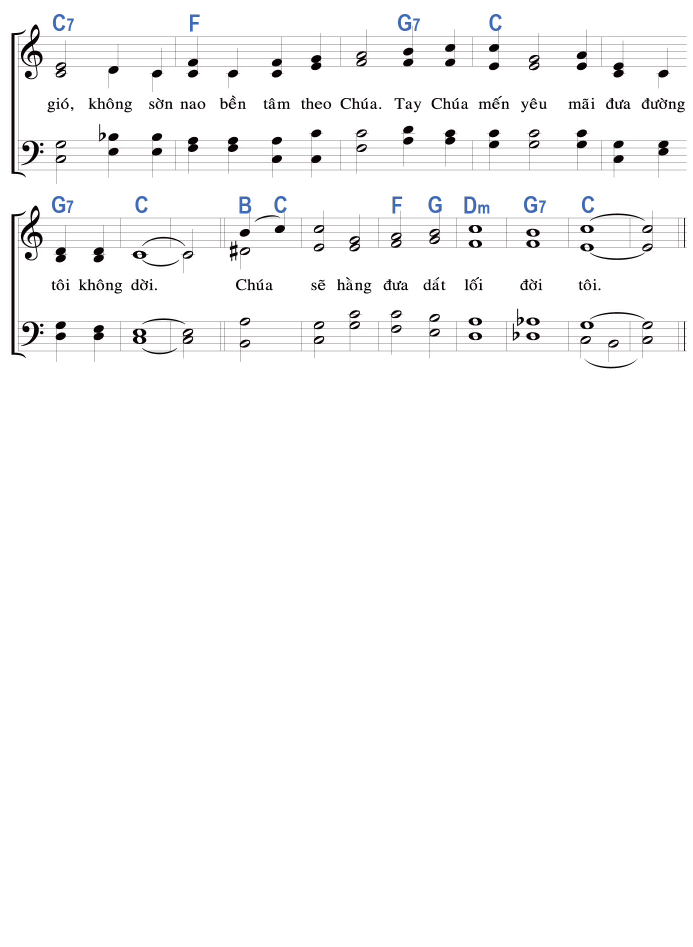 C7 F G7 C
gió, không sờn nao bền tâm theo Chúa. Tay Chúa mến yêu mãi đưa đường
G7 C B C F G Dm G7 C
tôi không dời. Chúa sẽ hằng đưa dắt lối đời tôi.